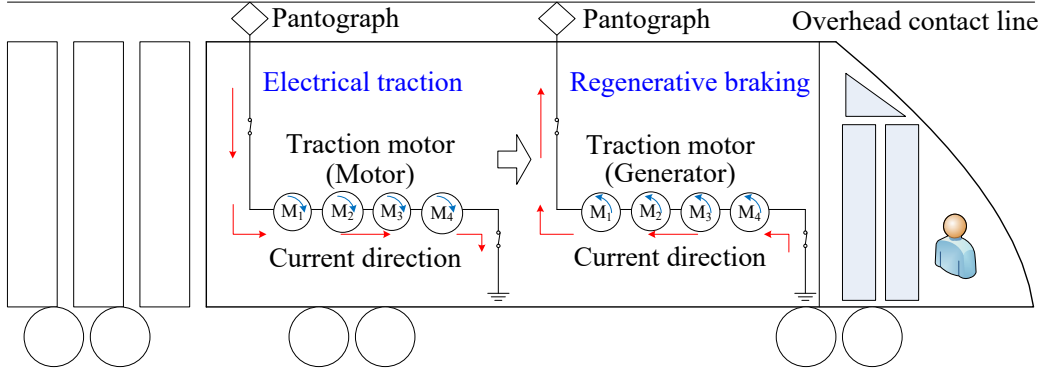 Pantograph
Pantograph
Overhead contact line
Electrical traction
Regenerative braking
Traction motor
(Motor)
Traction motor
(Generator)
M1 M2 M3 M4
M1 M2 M3 M4
Current direction
Current direction